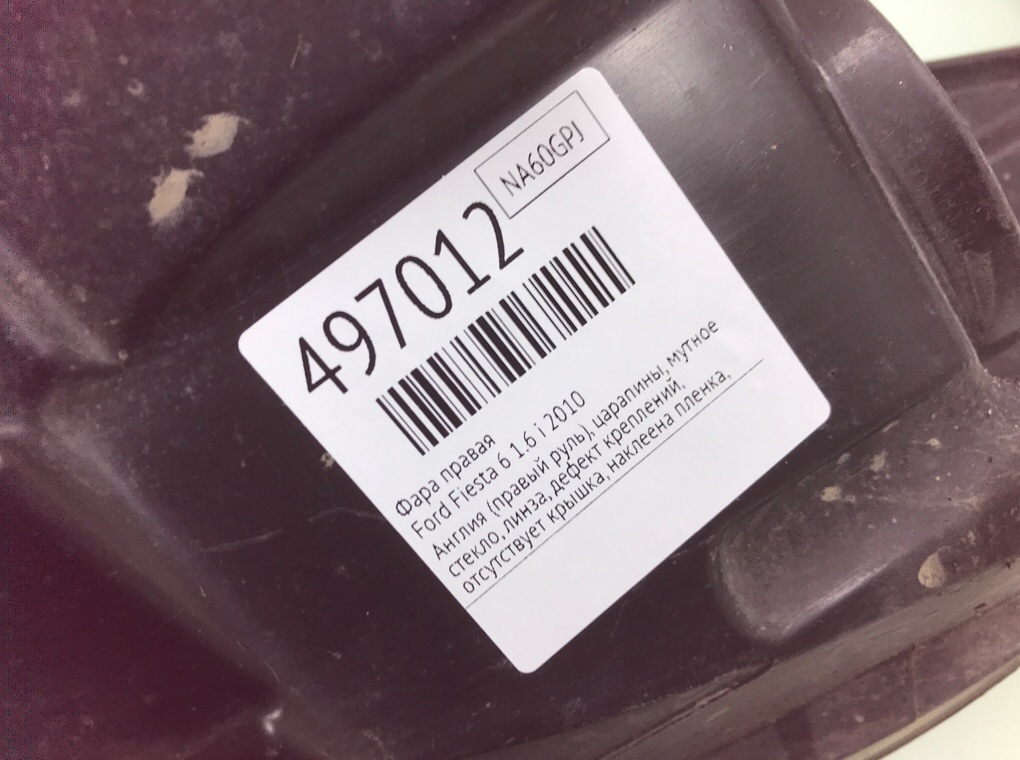 NA60GPJ
497012
Фара правая
Ford Fiesta 6 1.6 i 2010
Англия (правый руль), царапины, мутное
стекло, линза, дефект креплений,
отсутствует крышка, наклеена пленка,